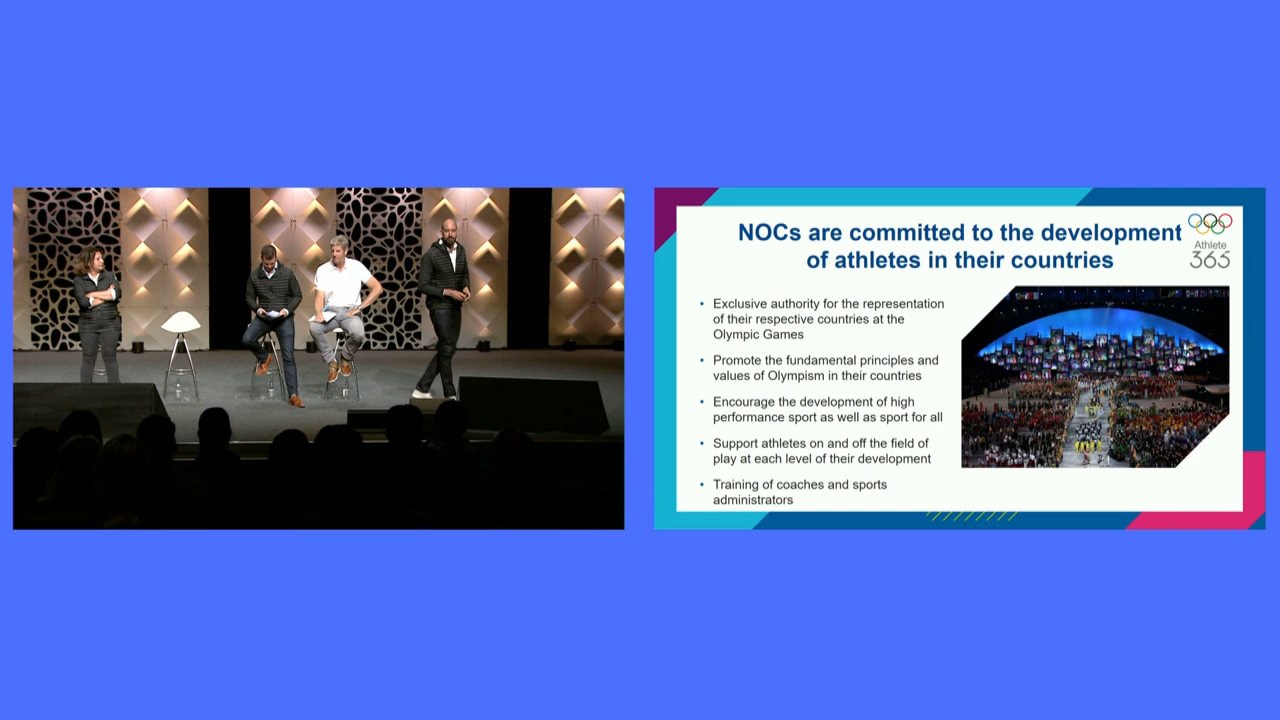 NOCs are committed to the development
of athletes in their countries
Athlete
365
• Exclusive authority for the representation
of their respective countries at the
Olympic Games
• Promote the fundamental principles and
values of Olympism in their countries
• Encourage the development of high
performance sport as well as sport for all
• Support athletes on and off the field of
play at each level of their development
• Training of coaches and sports
administrators